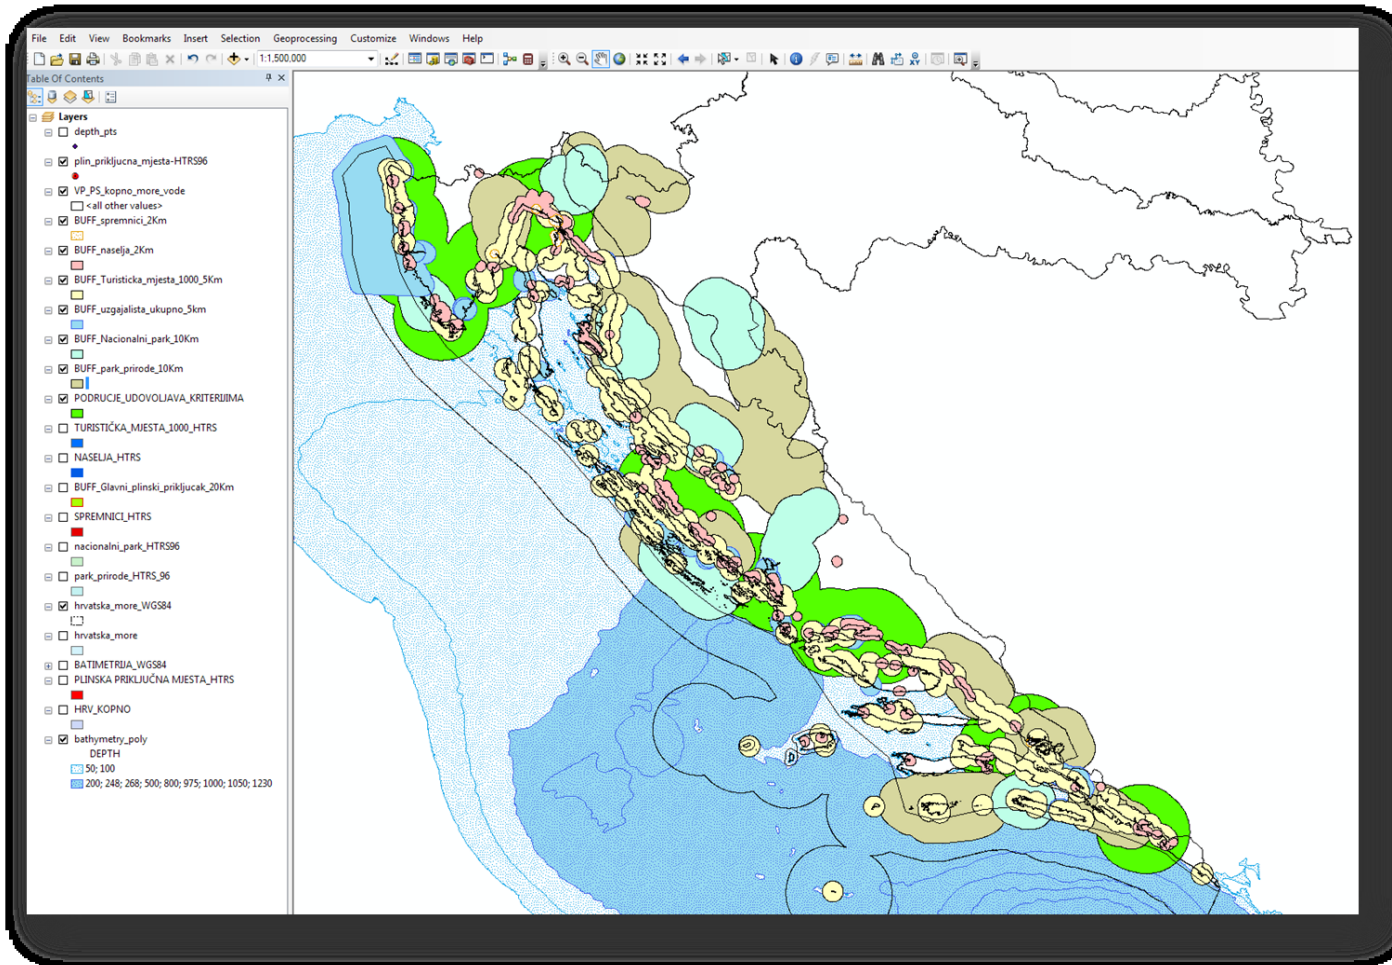 File Edit View Bookmarks Insert Selection Geoprocessing Customize Windows Help
1:1,500,000
Table Of Contents
Layers
depth_pts
plin_prikljucna_mjesta-HTRS96
VP_PS_kopno_more_vode
<all other values>
BUFF_spremnici_2Km
BUFF_naselja_2Km
BUFF_Turisticka_mjesta_1000_5Km
BUFF_uzgajalista_ukupno_5km
BUFF_Nacionalni_park_10Km
BUFF_park_prirode_10Km
PODRUCJE_UDOVOLJAVA_KRITERIJIMA
TURISTIČKA_MJESTA_1000_HTRS
NASELJA_HTRS
BUFF_Glavni_plinski_prikljucak_20Km
SPREMNICI_HTRS
nacionalni_park_HTRS96
park_prirode_HTRS_96
hrvatska_more_WGS84
hrvatska_more
BATIMETRIJA_WGS84
PLINSKA PRIKLJUČNA MJESTA_HTRS
HRV_KOPNO
bathymetry_poly
DEPTH
50; 100
200; 248; 268; 500; 800; 975; 1000; 1050; 1230